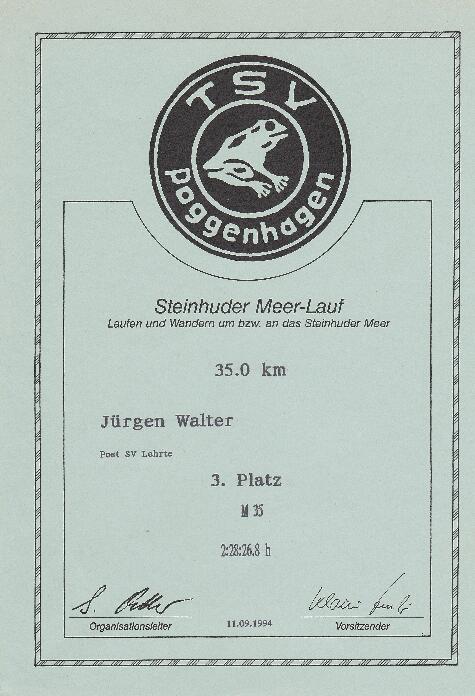 TSV
Poggenhagen
Steinhuder Meer-Lauf
Laufen und Wandern um bzw. an das Steinhuder Meer
35.0 km
Jürgen Walter
Post SV Lehrte
3. Platz
M 35
2:28:26.8 h
Organisationsleiter
11.09.1994
Vorsitzender